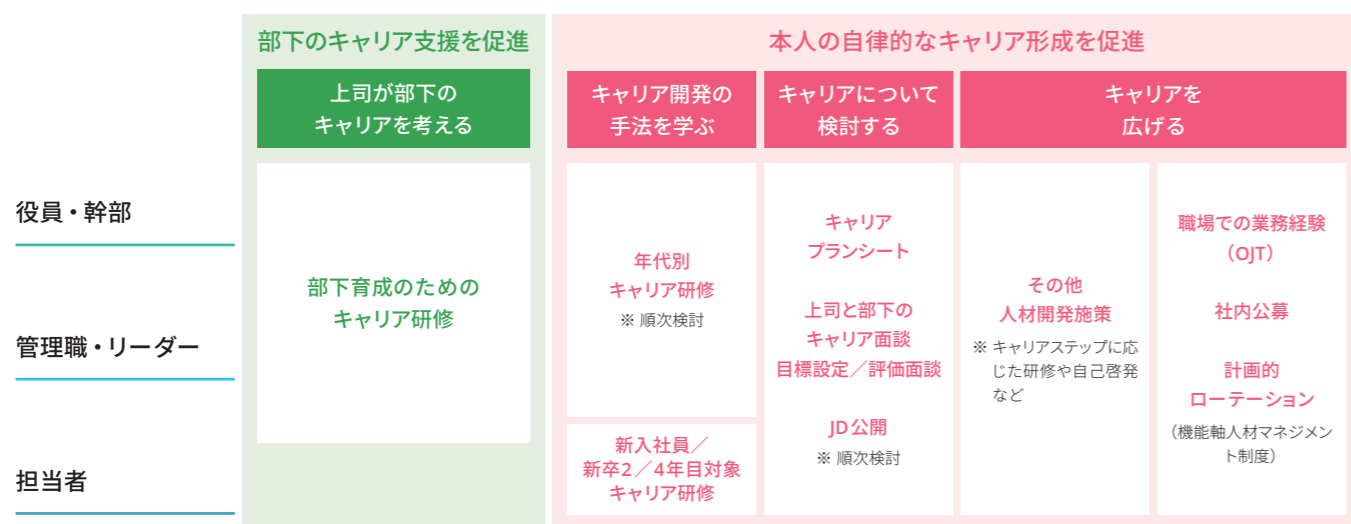 部下のキャリア支援を促進
本人の自律的なキャリア形成を促進
上司が部下の
キャリアを考える
キャリア開発の
手法を学ぶ
キャリアについて
検討する
キャリアを
広げる
役員・幹部
管理職・リーダー
担当者
部下育成のための
キャリア研修
年代別
キャリア研修
※ 順次検討
新入社員／
新卒2／4年目対象
キャリア研修
キャリア
プランシート
上司と部下の
キャリア面談
目標設定／評価面談
JD公開
※ 順次検討
その他
人材開発施策
※ キャリアステップに応
じた研修や自己啓発
など
職場での業務経験
（OJT）
社内公募
計画的
ローテーション
（機能軸人材マネジメン
ト制度）